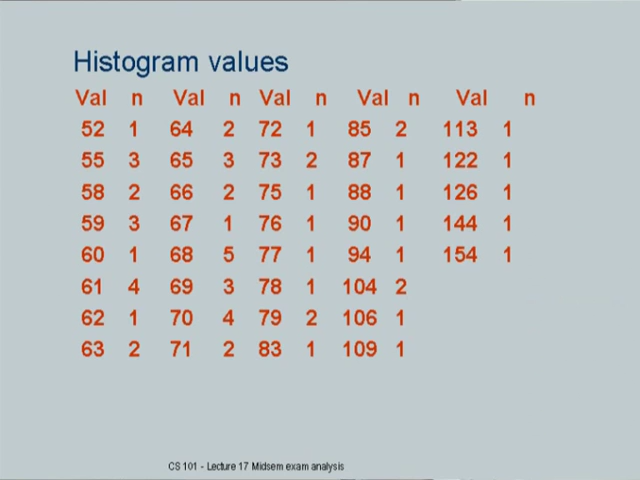 Histogram values
Val n Val n Val n Val n Val n
52 1 64 2 72 1 85 2 113 1
55 3 65 3 73 2 87 1 122 1
58 2 66 2 75 1 88 1 126 1
59 3 67 1 76 1 90 1 144 1
60 1 68 5 77 1 94 1 154 1
61 4 69 3 78 1 104 2
62 1 70 4 79 2 106 1
63 2 71 2 83 1 109 1
CS 101 - Lecture 17 Midsem exam analysis